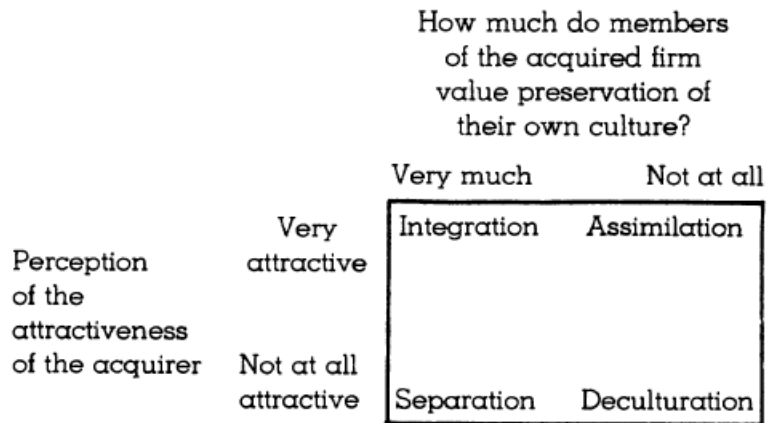 How much do members
of the acquired firm
value preservation of
their own culture?
Very much Not at all
Very
attractive
Integration Assimilation
Perception
of the
attractiveness
of the acquirer
Not at all
attractive
Separation Deculturation